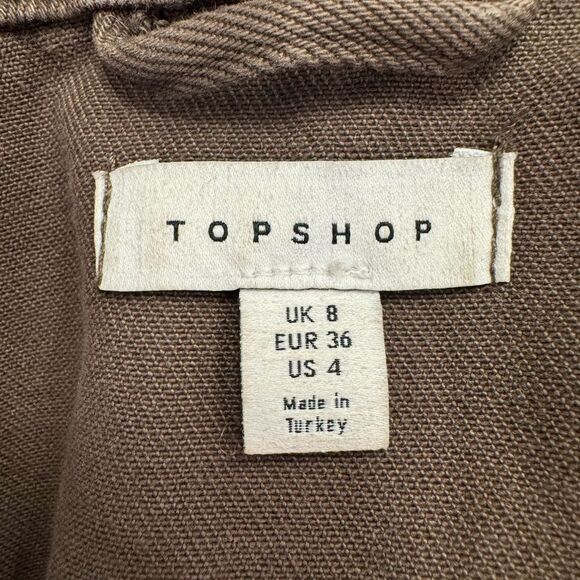 TOPSHOP
UK 8
EUR 36
US 4
Made in
Turkey